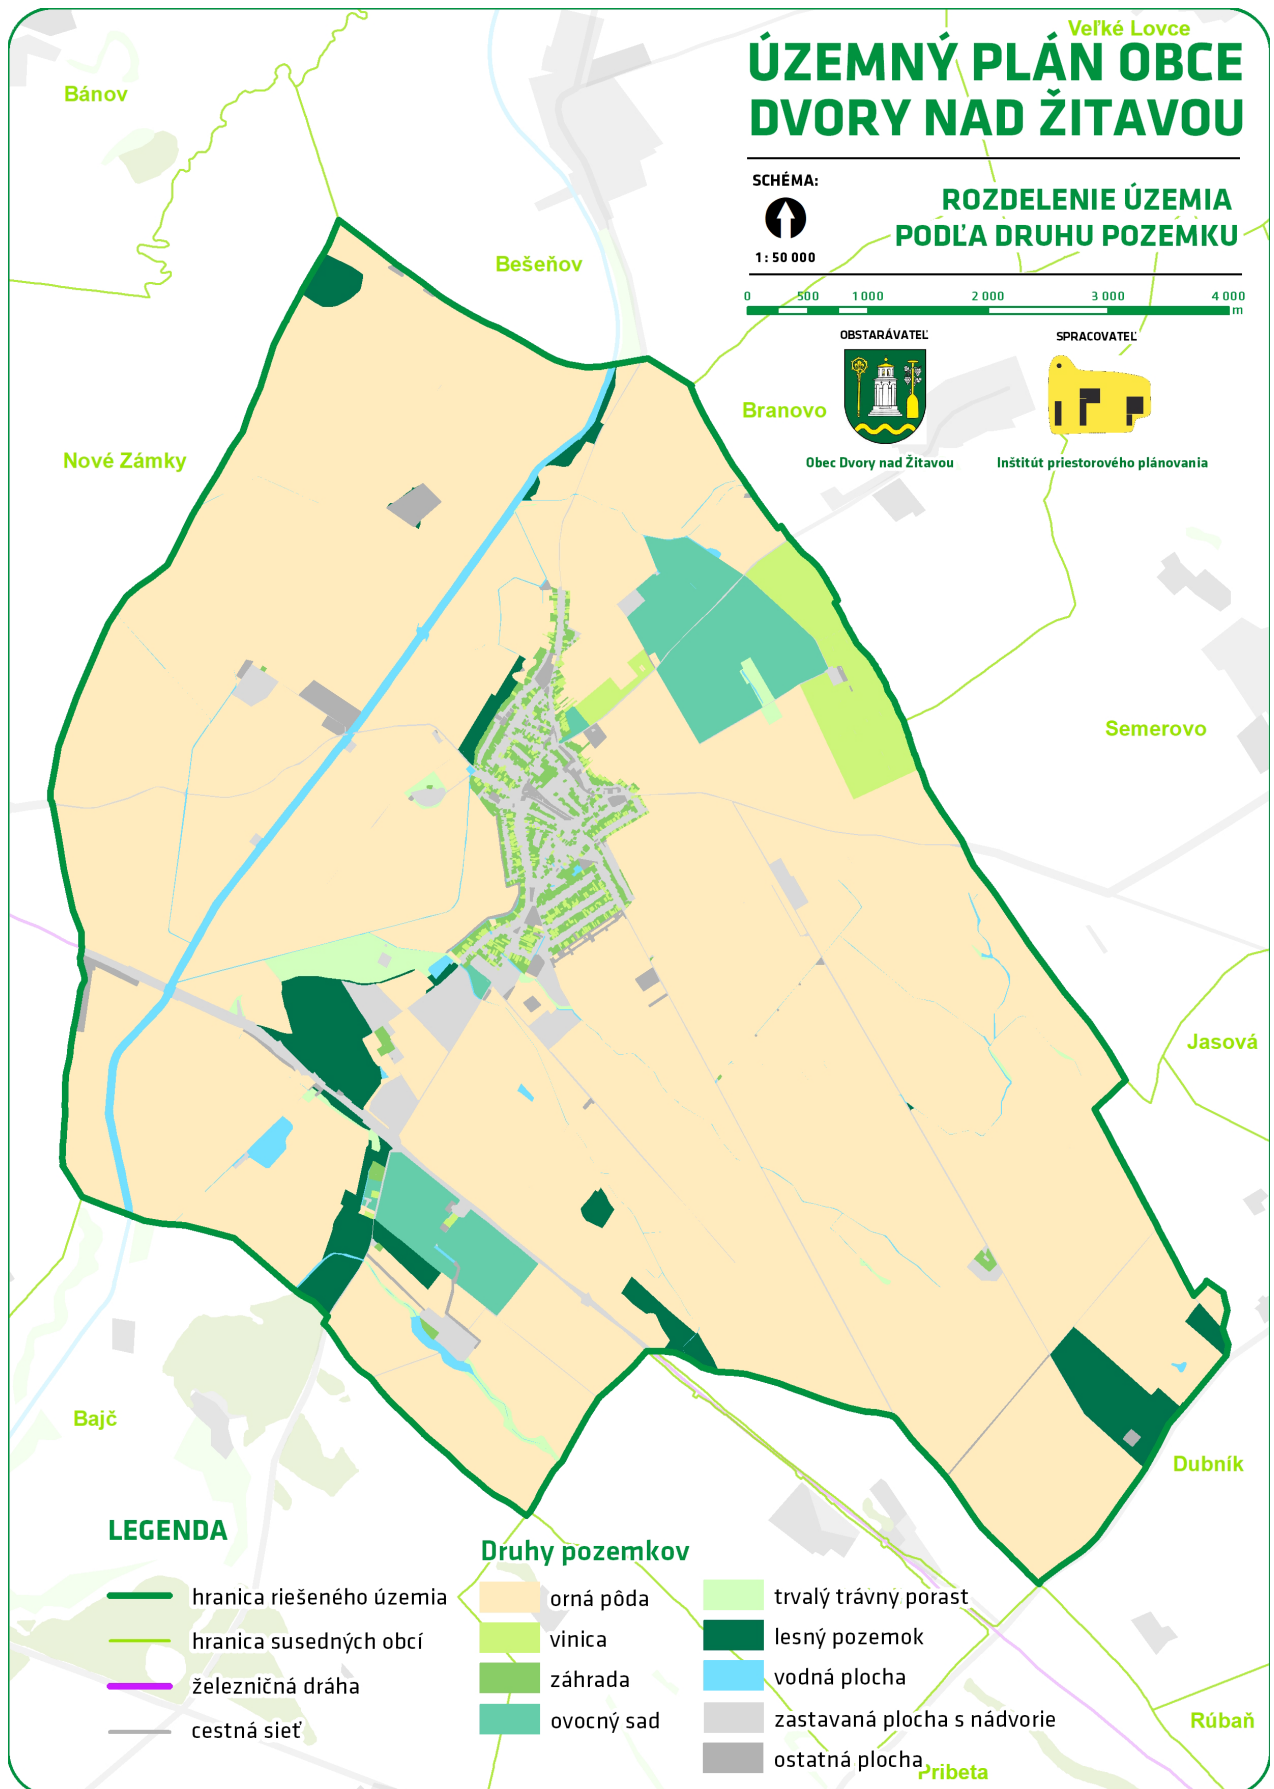 Veľké Lovce
ÚZEMNÝ PLÁN OBCE
DVORY NAD ŽITAVOU
Bánov
SCHÉMA:
ROZDELENIE ÚZEMIA
PODĽA DRUHU POZEMKU
1 : 50 000
Bešeňov
0 500 1 000 2 000 3 000 4 000
m
OBSTARÁVATEĽ
SPRACOVATEĽ
Branovo
Nové Zámky
Obec Dvory nad Žitavou
Inštitút priestorového plánovania
Semerovo
Jasová
Bajč
Dubník
LEGENDA
hranica riešeného územia
hranica susedných obcí
železničná dráha
cestná sieť
Druhy pozemkov
orná pôda
vinica
záhrada
ovocný sad
trvalý trávny porast
lesný pozemok
vodná plocha
zastavaná plocha s nádvorie
ostatná plocha
Rúbaň
Pribeta